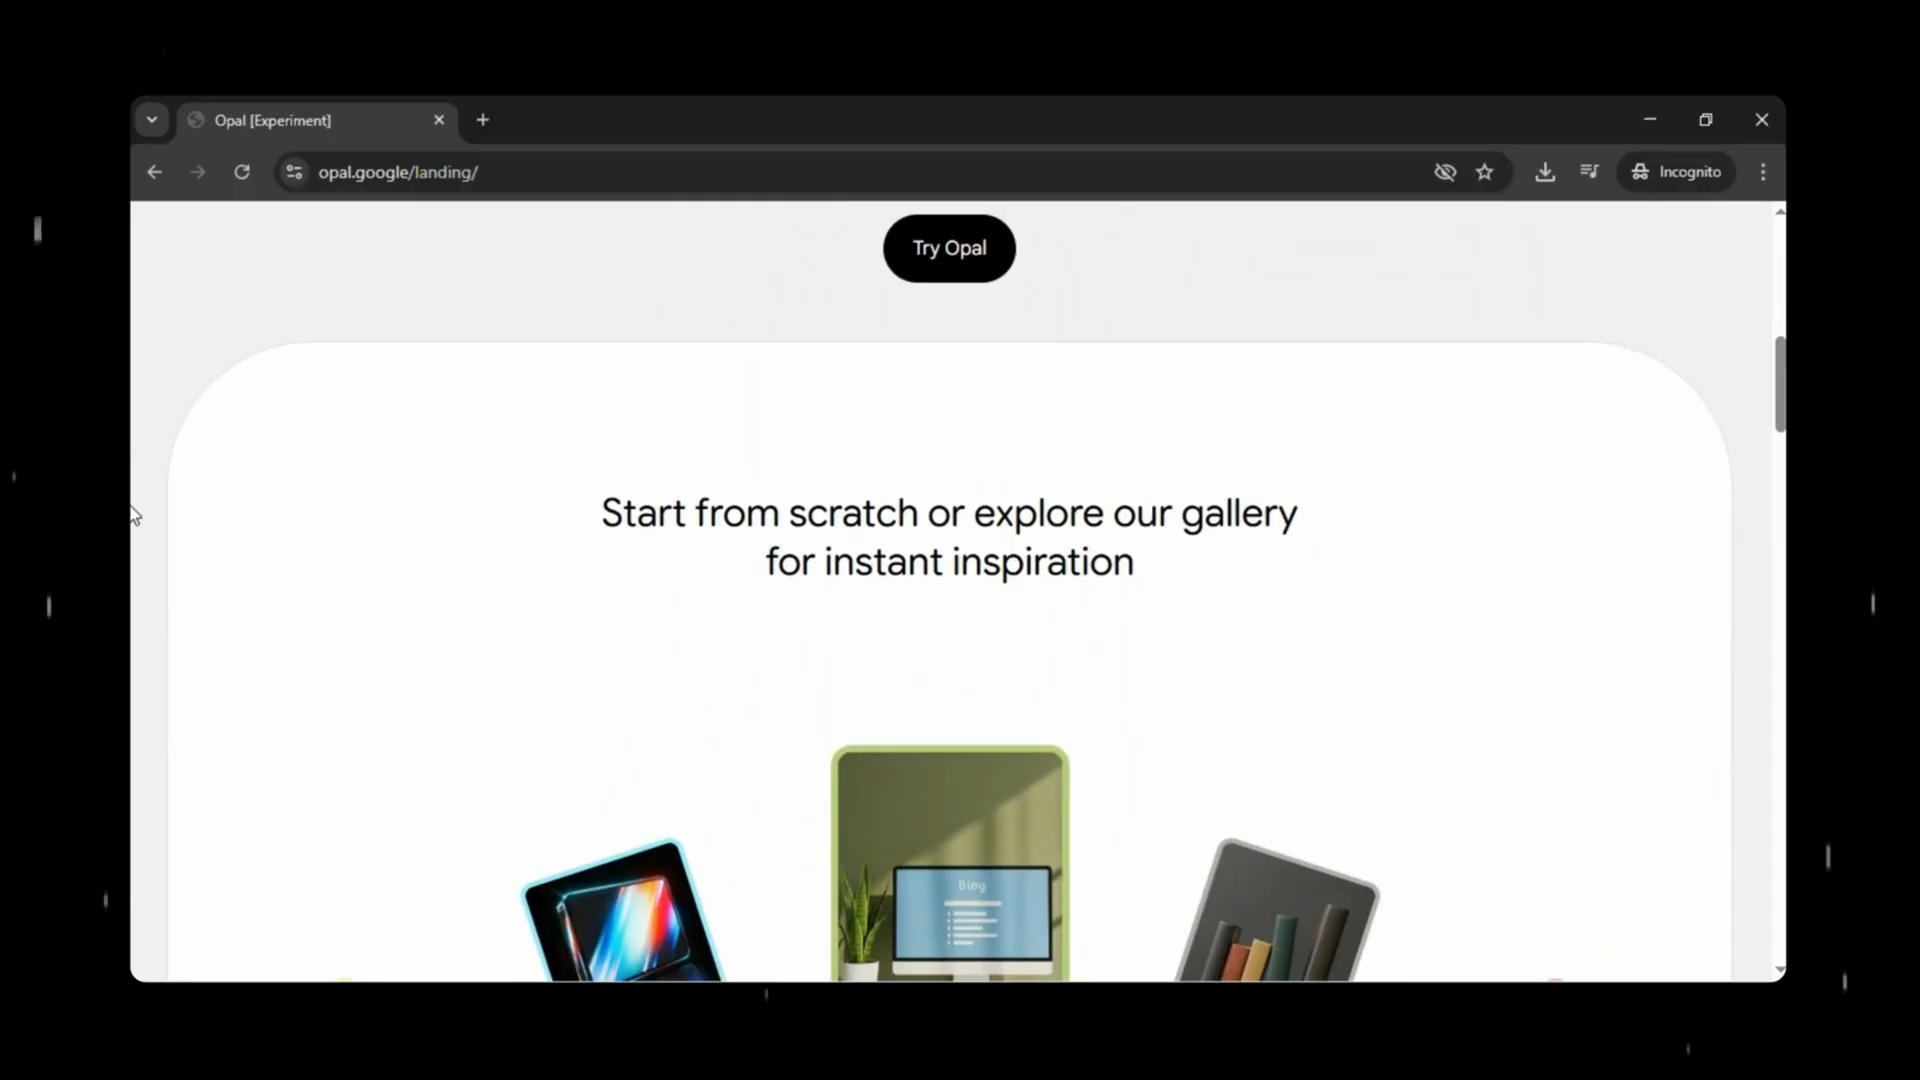 Opal [Experiment]
opal.google/landing/
Incognito
Try Opal
Start from scratch or explore our gallery
for instant inspiration
Blog